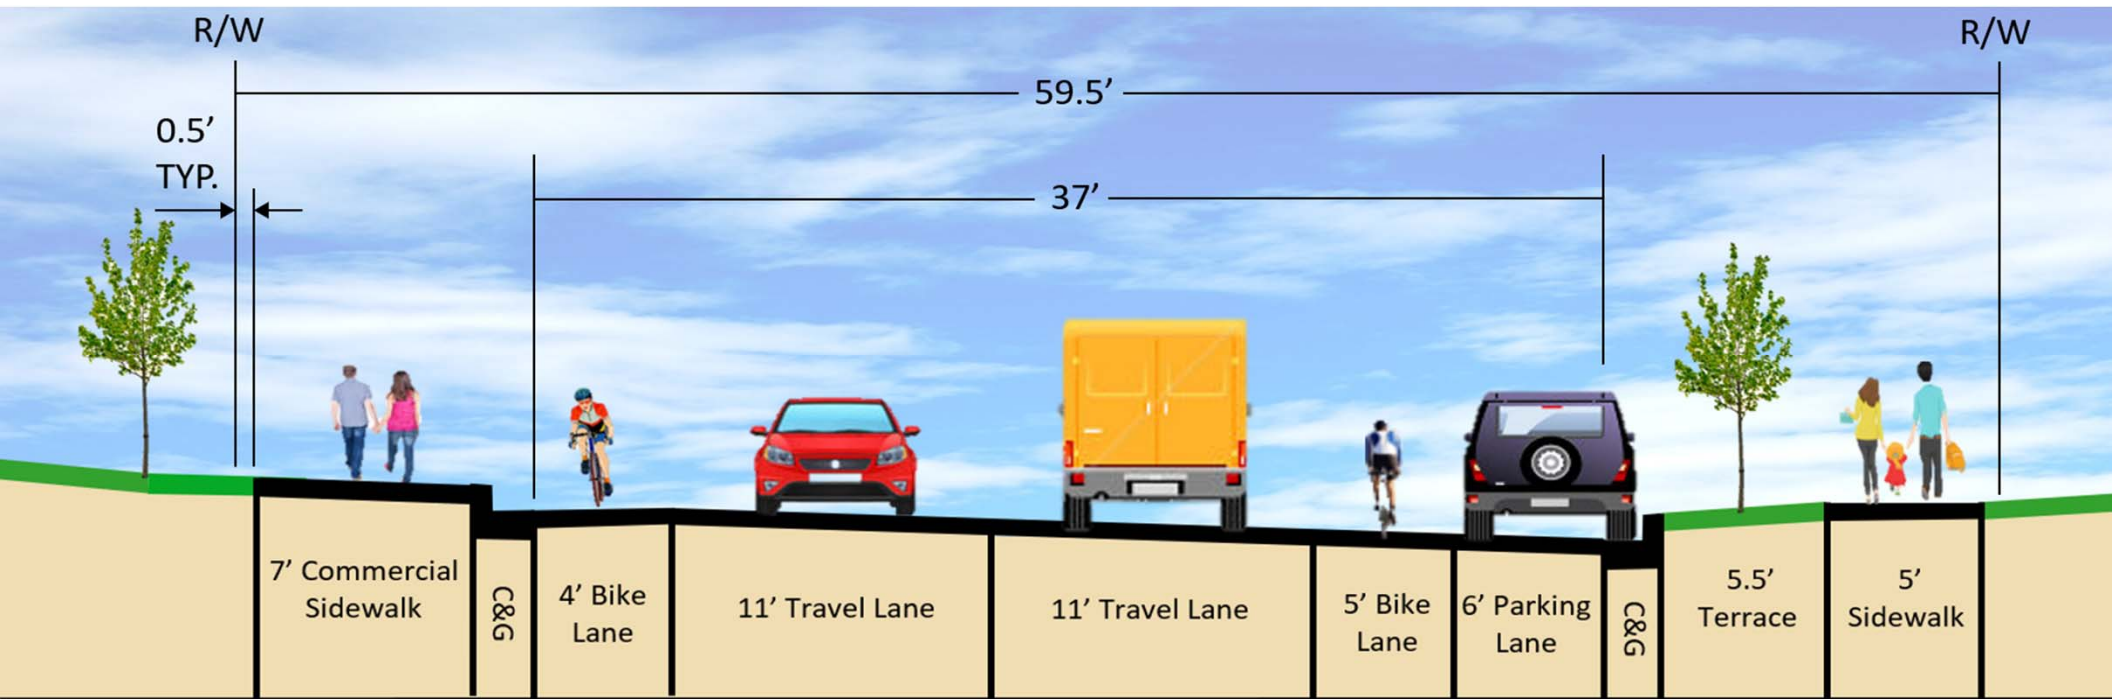 R/W
R/W
59.5’
0.5’
TYP.
37’
7’ Commercial
Sidewalk
C&G
4’ Bike
Lane
11’ Travel Lane
11’ Travel Lane
5’ Bike
Lane
6’ Parking
Lane
C&G
5.5’
Terrace
5’
Sidewalk